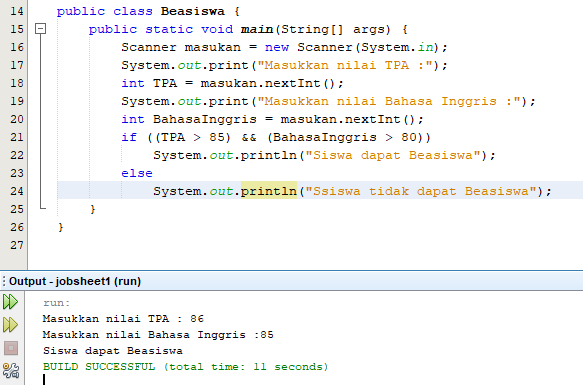 14 public class Beasiswa {
15 public static void main(String[] args) {
16 Scanner masukan = new Scanner(System.in);
17 System.out.print("Masukkan nilai TPA :");
18 int TPA = masukan.nextInt();
19 System.out.print("Masukkan nilai Bahasa Inggris :");
20 int BahasaInggris = masukan.nextInt();
21 if ((TPA > 85) && (BahasaInggris > 80))
22 System.out.println("Siswa dapat Beasiswa");
23 else
24 System.out.println("Ssiswa tidak dapat Beasiswa");
25 }
26 }
27
Output - jobsheet1 (run)
run:
Masukkan nilai TPA : 86
Masukkan nilai Bahasa Inggris :85
Siswa dapat Beasiswa
BUILD SUCCESSFUL (total time: 11 seconds)